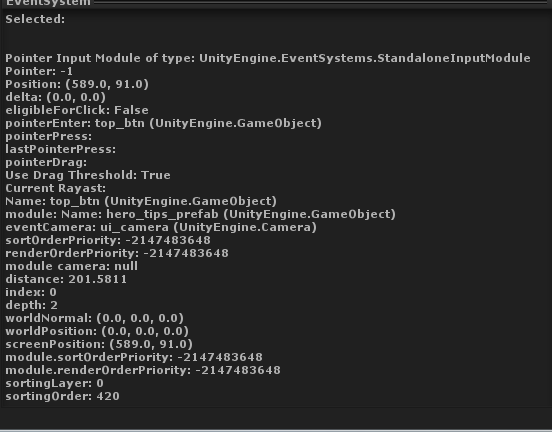 EventSystem
Selected:
Pointer Input Module of type: UnityEngine.EventSystems.StandaloneInputModule
Pointer: -1
Position: (589.0, 91.0)
delta: (0.0, 0.0)
eligibleForClick: False
pointerEnter: top_btn (UnityEngine.GameObject)
pointerPress:
lastPointerPress:
pointerDrag:
Use Drag Threshold: True
Current Rayast:
Name: top_btn (UnityEngine.GameObject)
module: Name: hero_tips_prefab (UnityEngine.GameObject)
eventCamera: ui_camera (UnityEngine.Camera)
sortOrderPriority: -2147483648
renderOrderPriority: -2147483648
module camera: null
distance: 201.5811
index: 0
depth: 2
worldNormal: (0.0, 0.0, 0.0)
worldPosition: (0.0, 0.0, 0.0)
screenPosition: (589.0, 91.0)
module.sortOrderPriority: -2147483648
module.renderOrderPriority: -2147483648
sortingLayer: 0
sortingOrder: 420